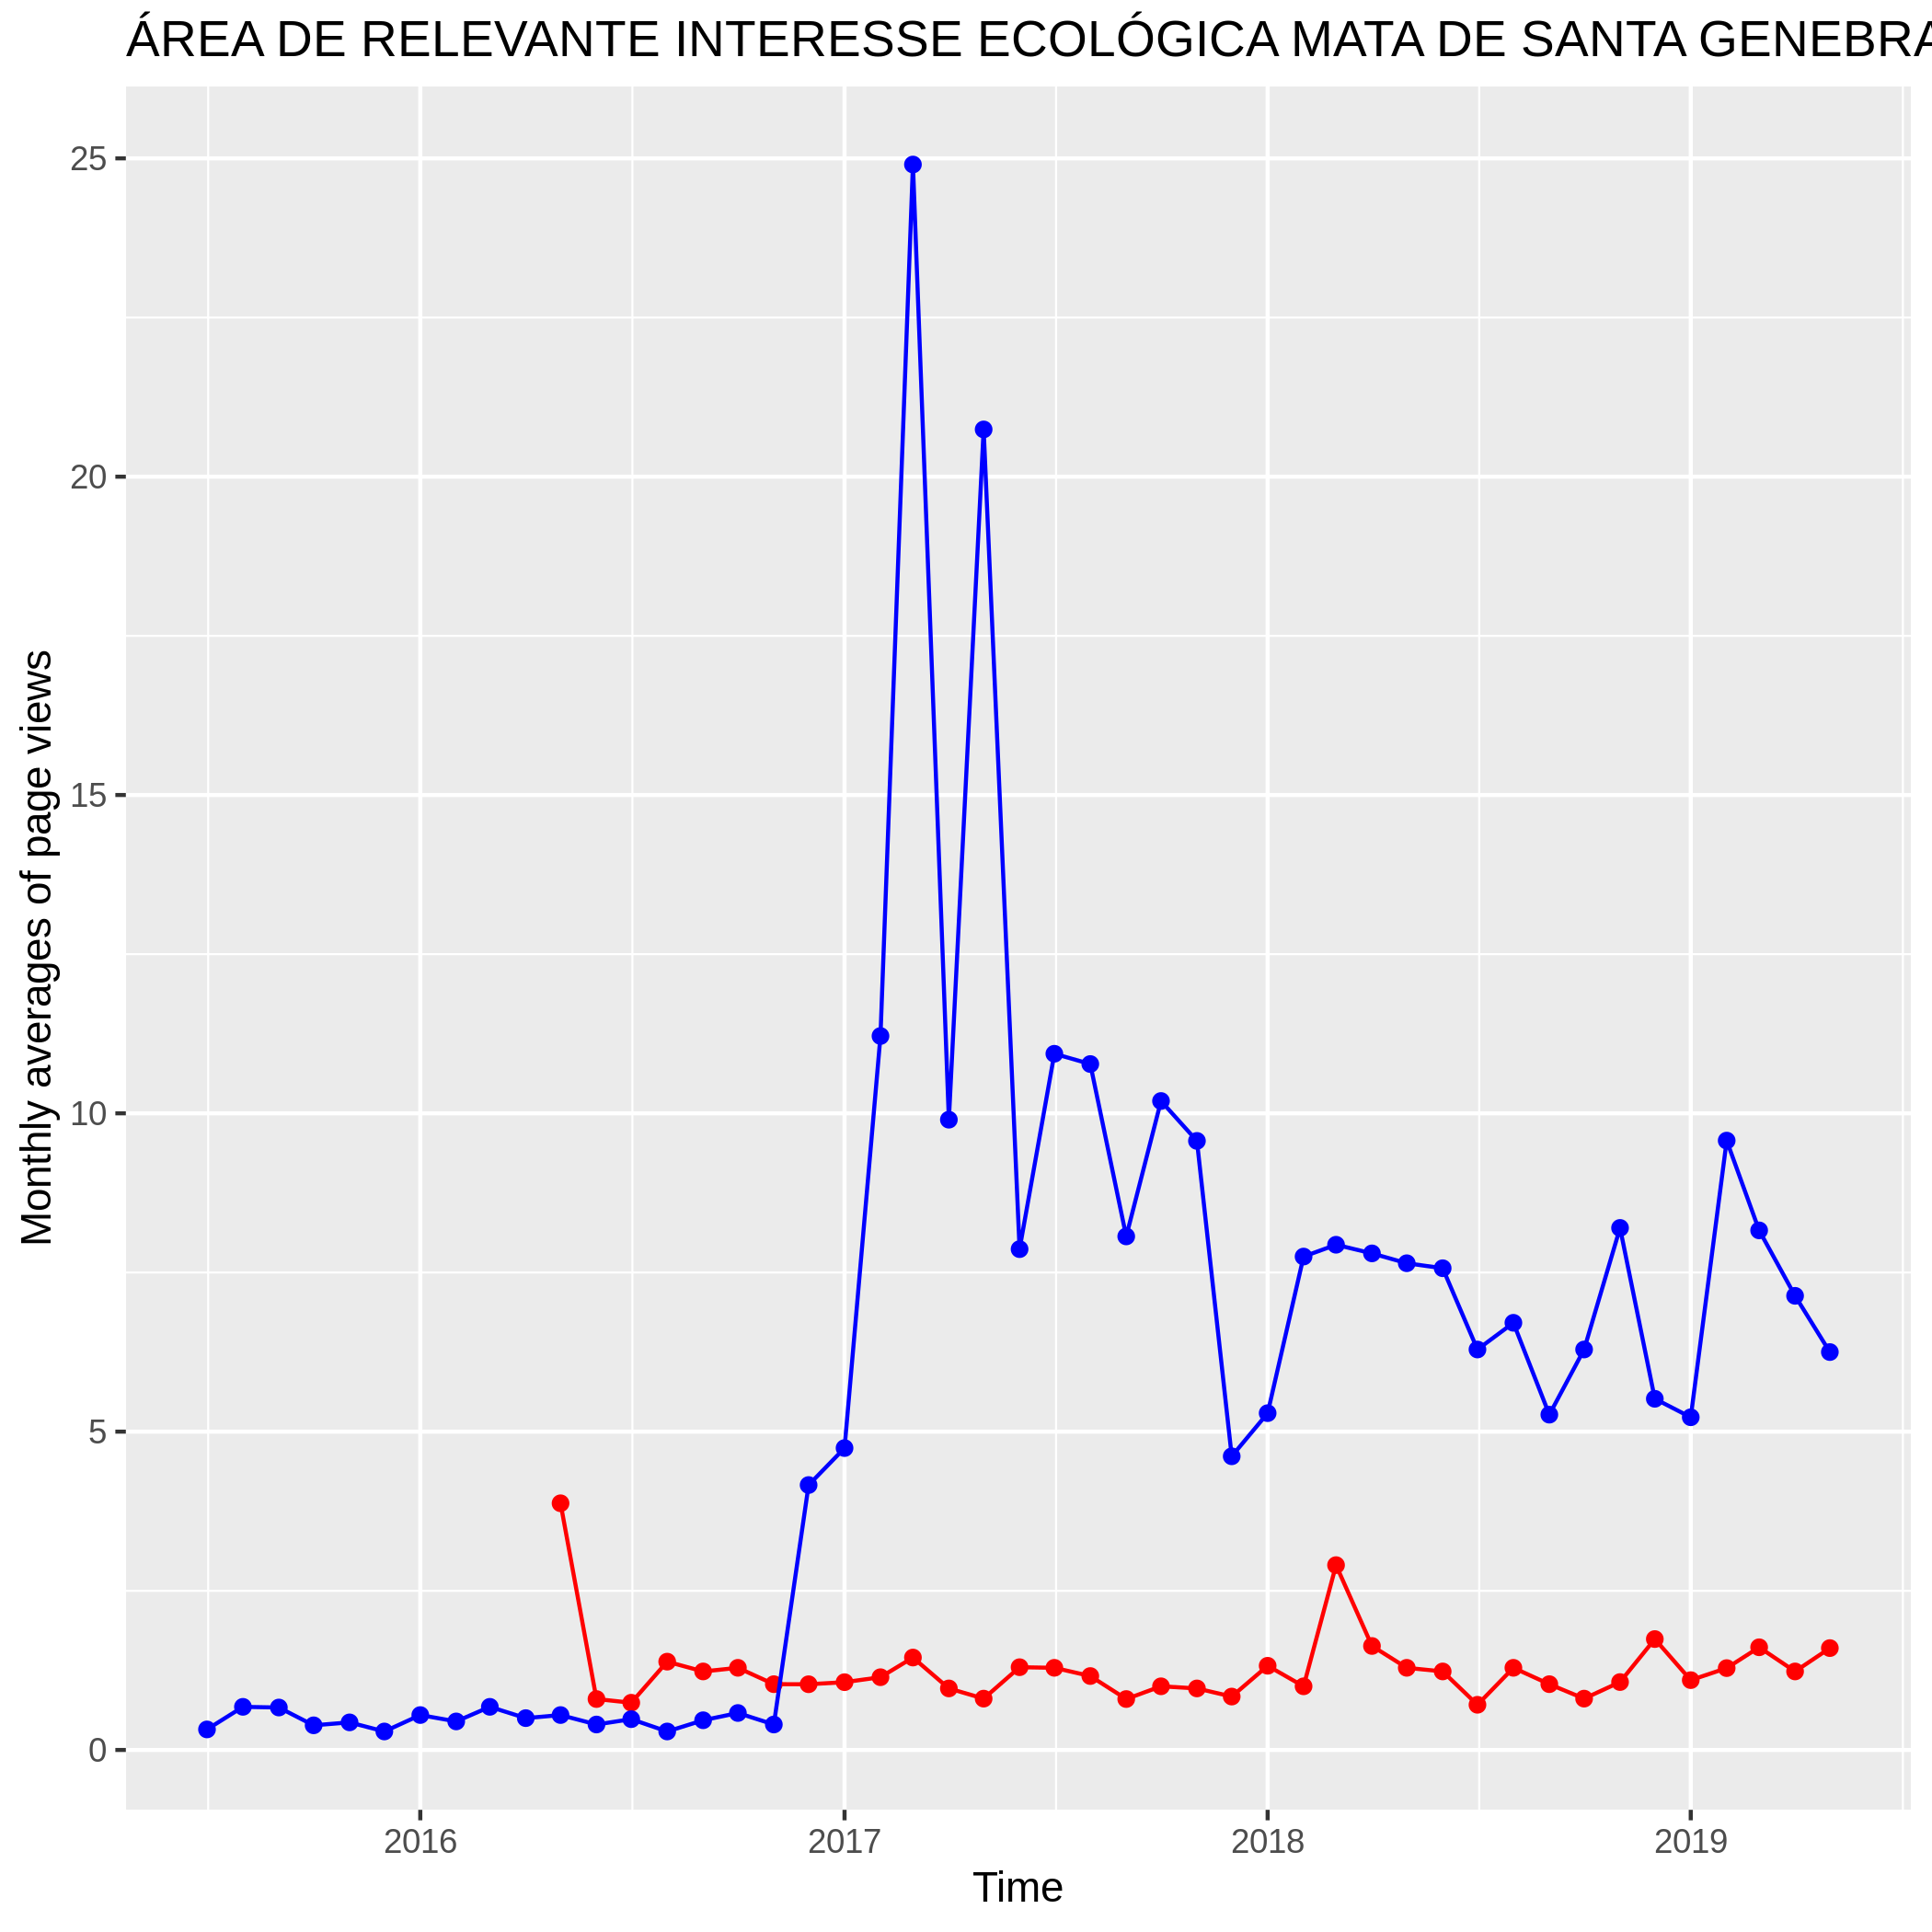 ÁREA DE RELEVANTE INTERESSE ECOLÓGICA MATA DE SANTA GENEBRA
Monthly averages of page views
25
20
15
10
5
0
2016 2017 2018 2019
Time